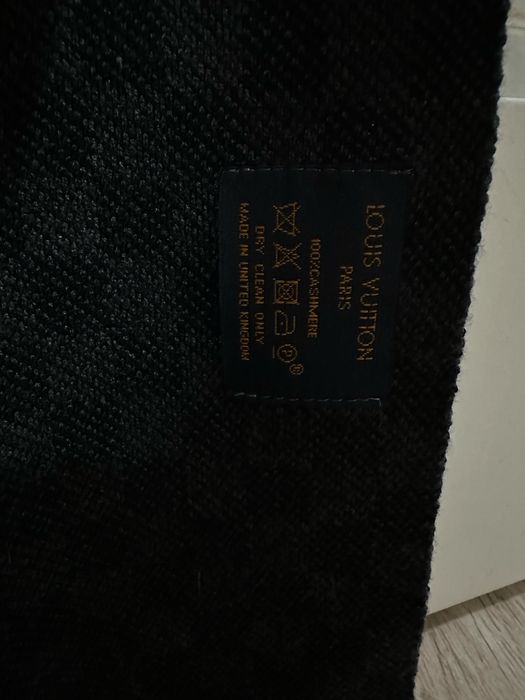 LOUIS VUITTON
PARIS
100%CASHMERE
P
DRY CLEAN ONLY
MADE IN UNITED KINGDOM